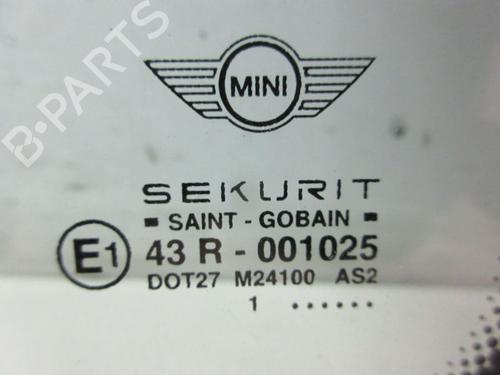 B-PARTS
MINI
SEKURIT
SAINT - GOBAIN
E1 43 R - 001025
DOT27 M24100 AS2
1 ......